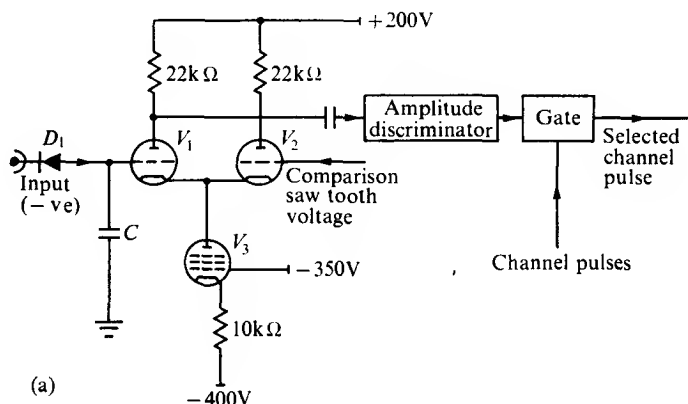 +200V
22kΩ
22kΩ
Amplitude
discriminator
Gate
Selected
channel
pulse
D1
V1
V2
Input
(−ve)
Comparison
saw tooth
voltage
C
V3
−350V
Channel pulses
10kΩ
(a)
−400V